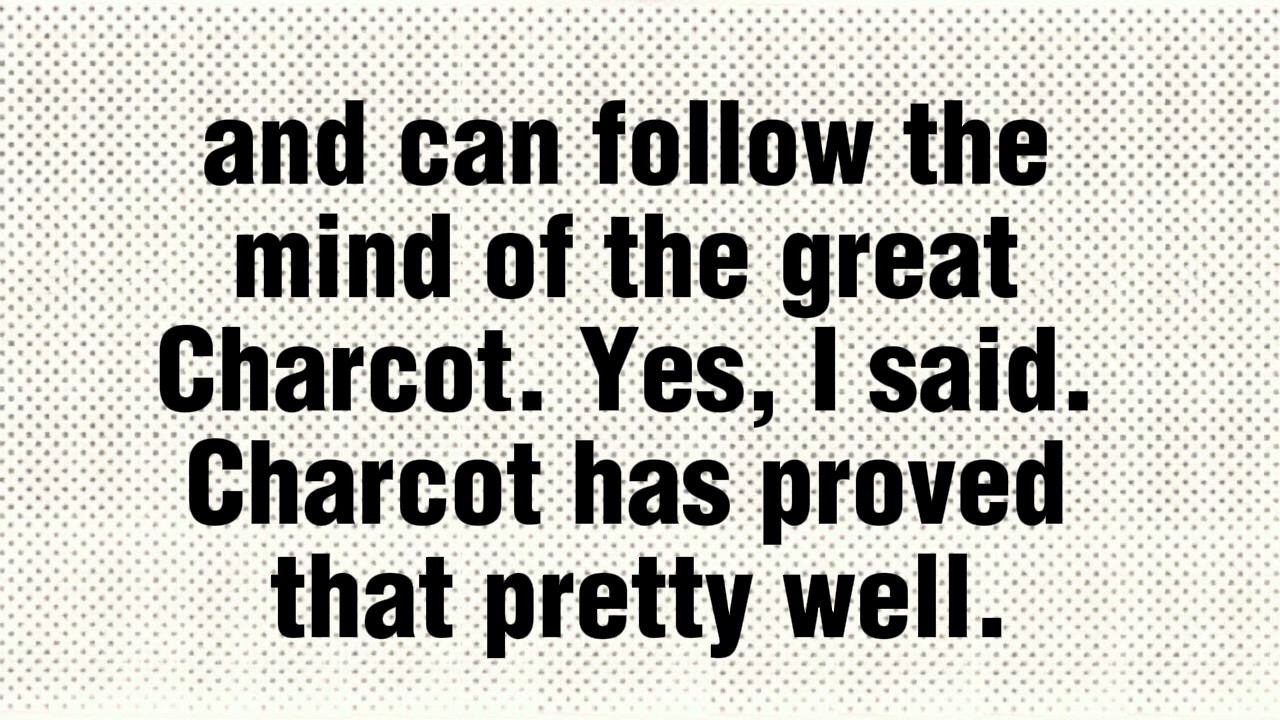 and can follow the
mind of the great
Charcot. Yes, I said.
Charcot has proved
that pretty well.